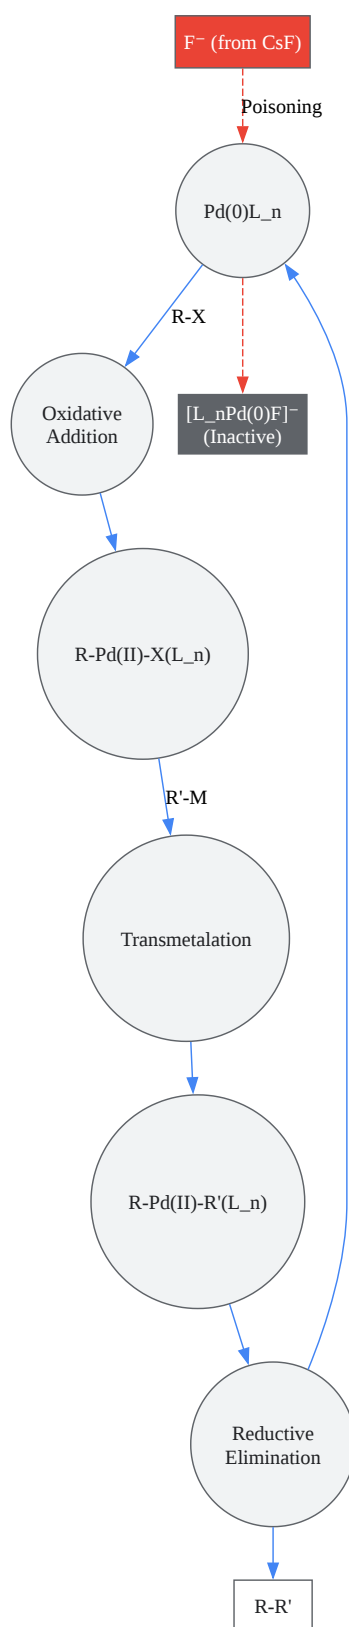 F⁻ (from CsF)
Poisoning
Pd(0)L_n
R-X
Oxidative
Addition
[L_nPd(0)F]⁻
(Inactive)
R-Pd(II)-X(L_n)
R'-M
Transmetalation
R-Pd(II)-R'(L_n)
Reductive
Elimination
R-R'